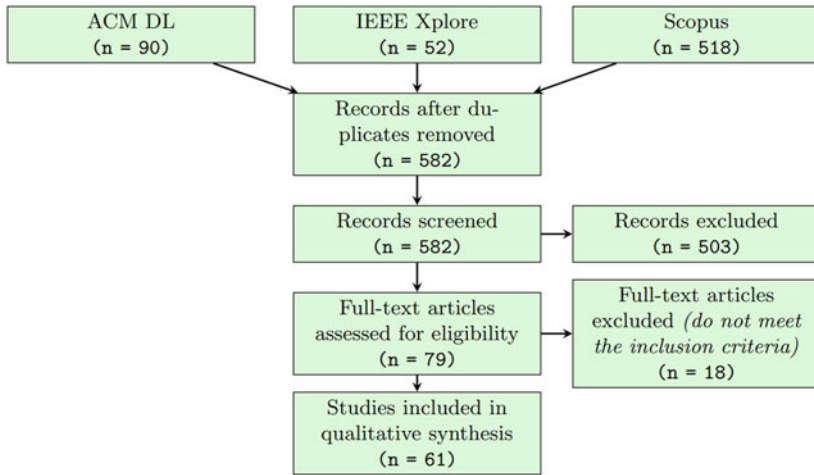 ACM DL
(n = 90)
IEEE Xplore
(n = 52)
Scopus
(n = 518)
Records after du-
plicates removed
(n = 582)
Records screened
(n = 582)
Records excluded
(n = 503)
Full-text articles
assessed for eligibility
(n = 79)
Full-text articles
excluded (do not meet
the inclusion criteria)
(n = 18)
Studies included in
qualitative synthesis
(n = 61)